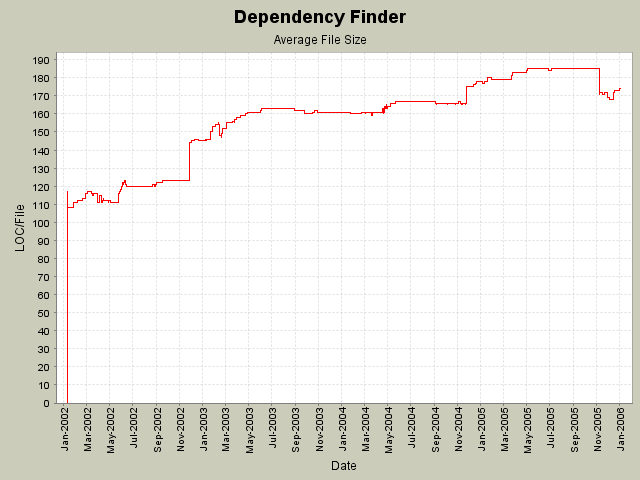 Dependency Finder
Average File Size
190
180
170
160
150
140
130
120
110
100
90
80
70
60
50
40
30
20
10
0
LOC/File
Jan-2002
Mar-2002
May-2002
Jul-2002
Sep-2002
Nov-2002
Jan-2003
Mar-2003
May-2003
Jul-2003
Sep-2003
Nov-2003
Jan-2004
Mar-2004
May-2004
Jul-2004
Sep-2004
Nov-2004
Jan-2005
Mar-2005
May-2005
Jul-2005
Sep-2005
Nov-2005
Jan-2006
Date